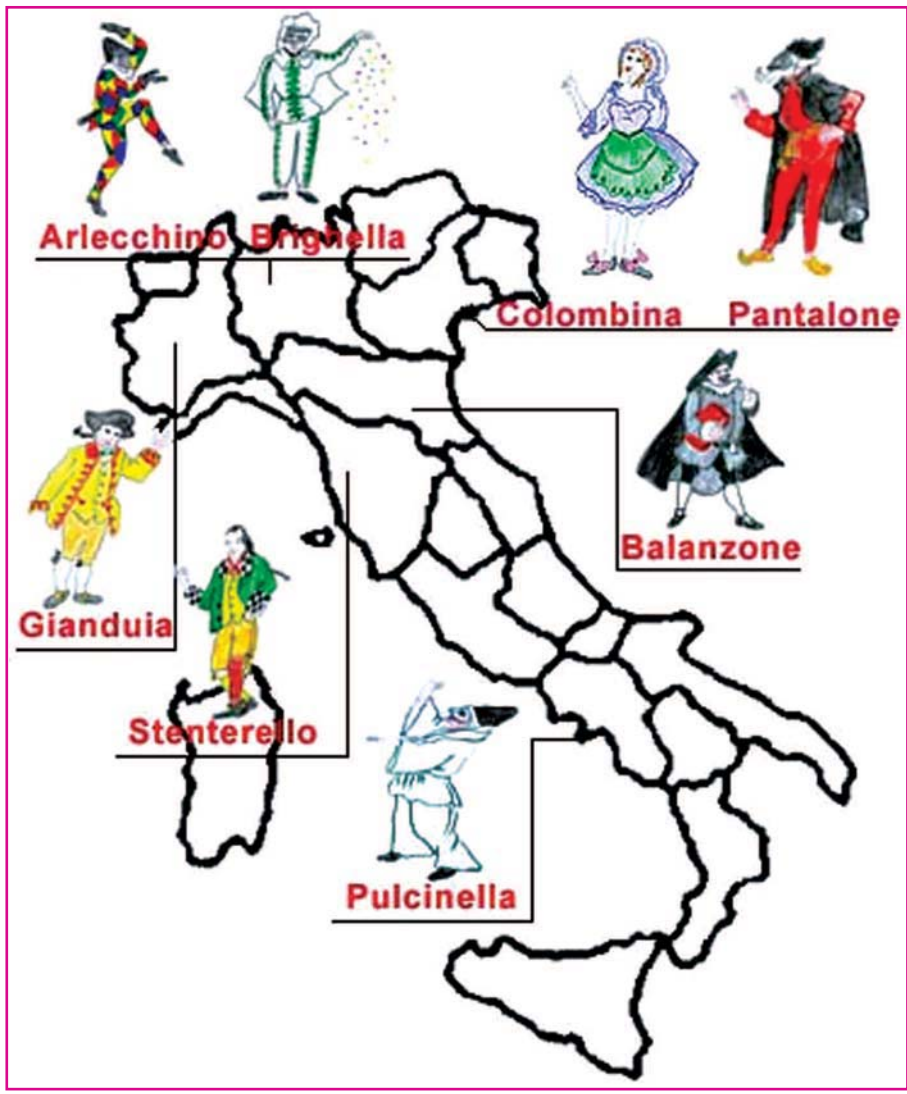 Arlecchino Brighella
Colombina Pantalone
Balanzone
Gianduia
Stenterello
Pulcinella